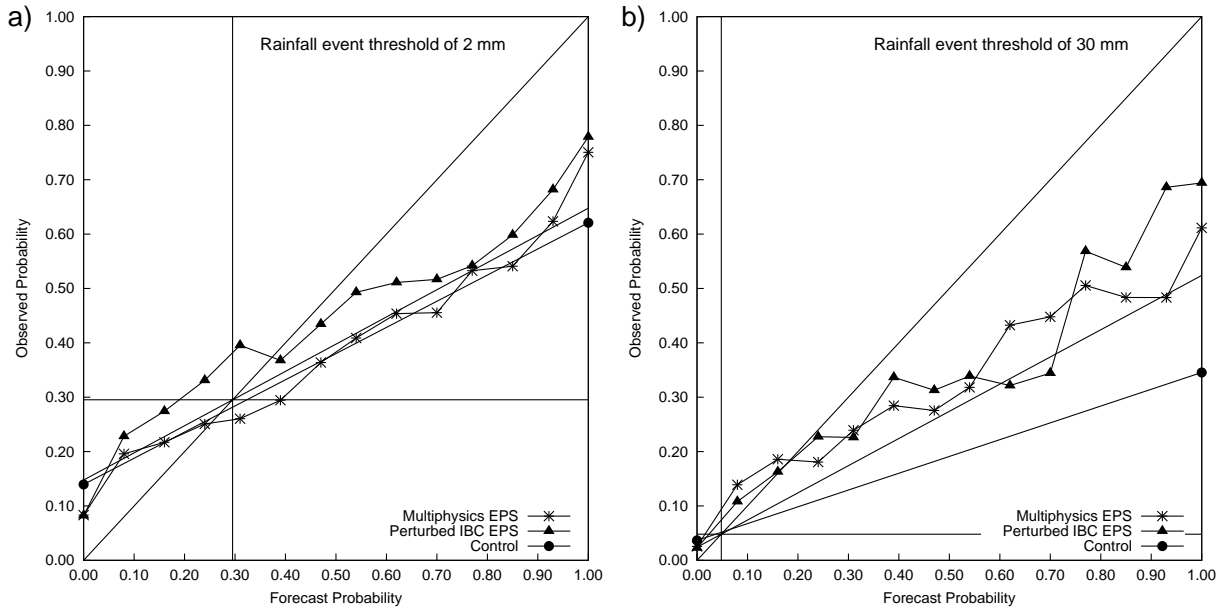 a)
Rainfall event threshold of 2 mm
1.00
0.90
0.80
0.70
0.60
0.50
0.40
0.30
0.20
0.10
0.00
Observed Probability
Multiphysics EPS
Perturbed IBC EPS
Control
0.00 0.10 0.20 0.30 0.40 0.50 0.60 0.70 0.80 0.90 1.00
Forecast Probability
b)
Rainfall event threshold of 30 mm
1.00
0.90
0.80
0.70
0.60
0.50
0.40
0.30
0.20
0.10
0.00
Observed Probability
Multiphysics EPS
Perturbed IBC EPS
Control
0.00 0.10 0.20 0.30 0.40 0.50 0.60 0.70 0.80 0.90 1.00
Forecast Probability